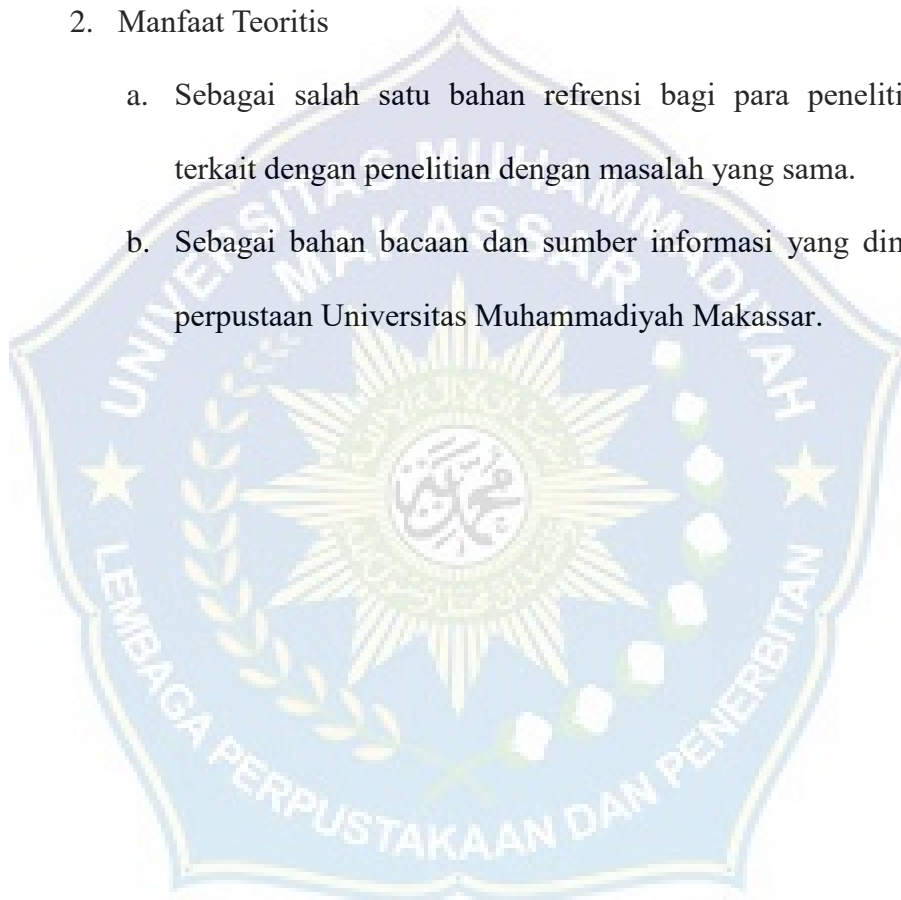 2. Manfaat Teoritis
a. Sebagai salah satu bahan refrensi bagi para peneliti
terkait dengan penelitian dengan masalah yang sama.
b. Sebagai bahan bacaan dan sumber informasi yang
perpustaan Universitas Muhammadiyah Makassar.
UNIVERSITAS MUHAMMADIYAH
MAKASSAR
LEMBAGA PERPUSTAKAAN DAN PENERBITAN